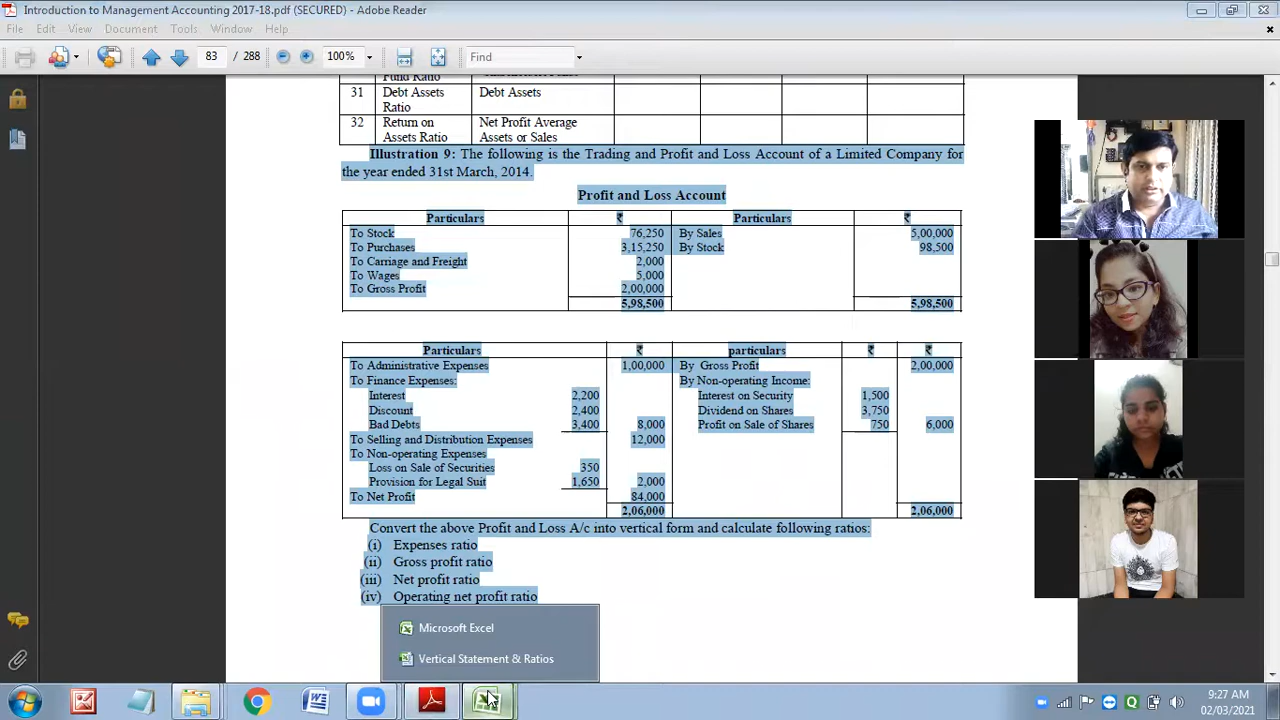 Introduction to Management Accounting 2017-18.pdf (SECURED) - Adobe Reader
File Edit View Document Tools Window Help
83 / 288 100% Find
Fund Ratio
31 Debt Assets Ratio Debt Assets
32 Return on Assets Ratio Net Profit Average Assets or Sales
Illustration 9: The following is the Trading and Profit and Loss Account of a Limited Company for
the year ended 31st March, 2014.
Profit and Loss Account
Particulars ₹ Particulars ₹
To Stock 76,250 By Sales 5,00,000
To Purchases 3,15,250 By Stock 98,500
To Carriage and Freight 2,000
To Wages 5,000
To Gross Profit 2,00,000
5,98,500 5,98,500
Particulars ₹ particulars ₹ ₹
To Administrative Expenses 1,00,000 By Gross Profit 2,00,000
To Finance Expenses: By Non-operating Income:
Interest 2,200 Interest on Security 1,500
Discount 2,400 Dividend on Shares 3,750
Bad Debts 3,400 8,000 Profit on Sale of Shares 750 6,000
To Selling and Distribution Expenses 12,000
To Non-operating Expenses
Loss on Sale of Securities 350
Provision for Legal Suit 1,650 2,000
To Net Profit 84,000
2,06,000 2,06,000
Convert the above Profit and Loss A/c into vertical form and calculate following ratios:
(i) Expenses ratio
(ii) Gross profit ratio
(iii) Net profit ratio
(iv) Operating net profit ratio
Microsoft Excel
Vertical Statement & Ratios
9:27 AM
02/03/2021